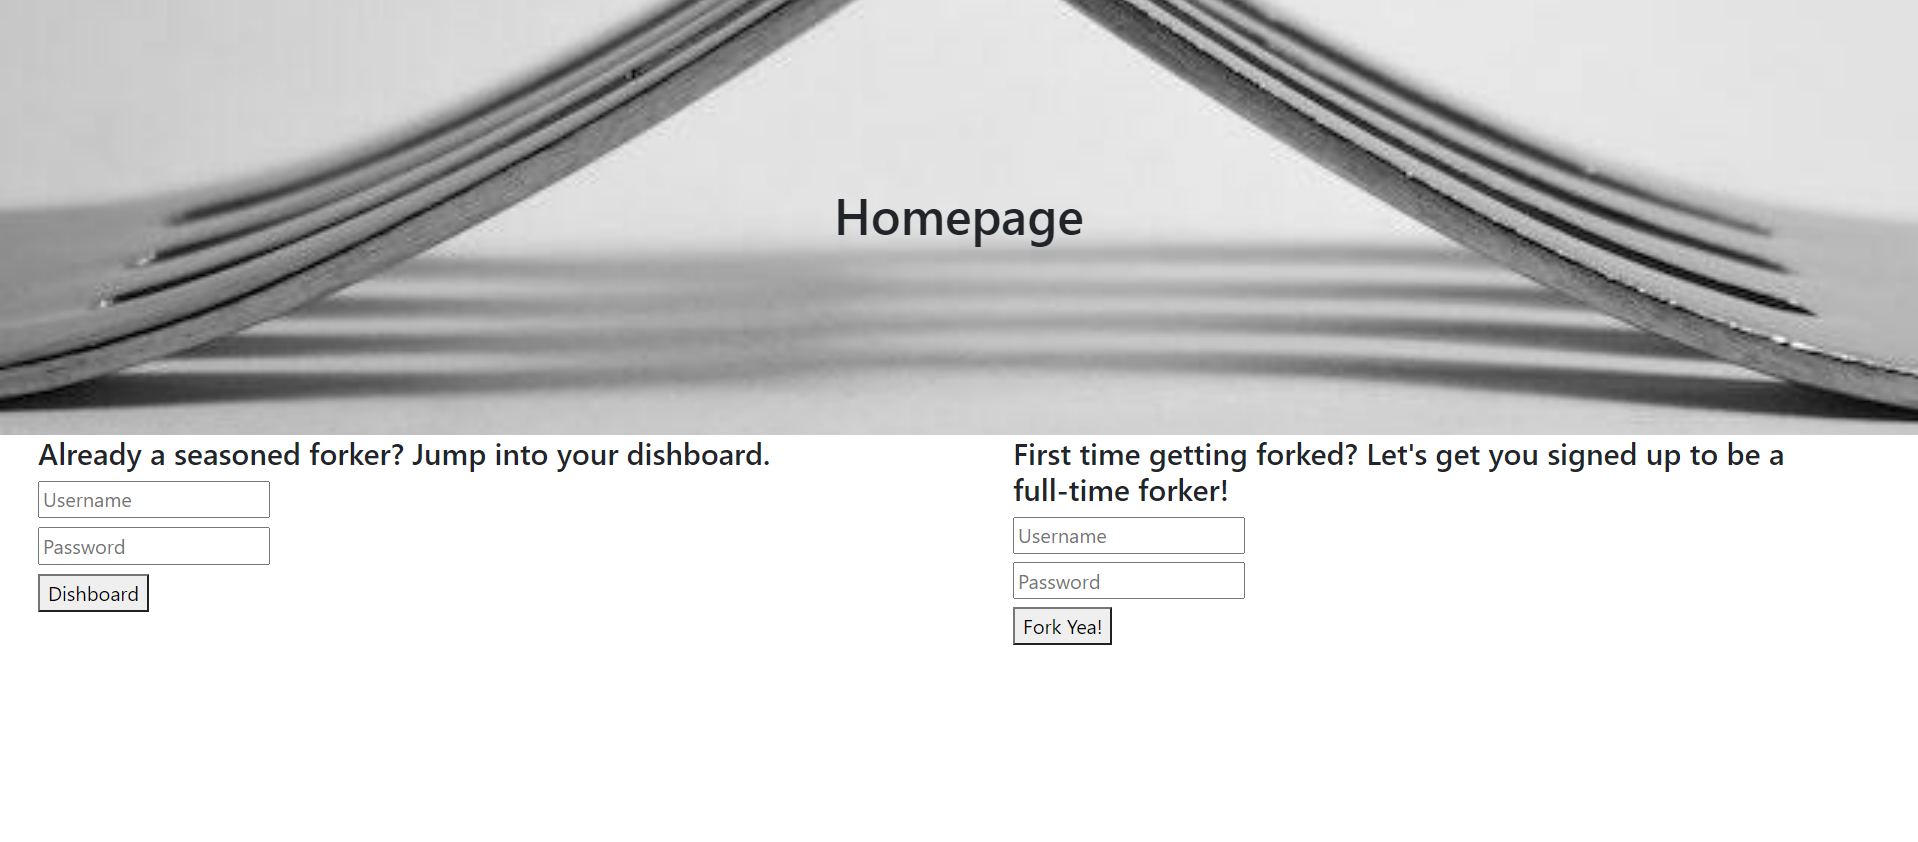 Homepage
Already a seasoned forker? Jump into your dishboard.
Username
Password
Dishboard
First time getting forked? Let's get you signed up to be a
full-time forker!
Username
Password
Fork Yea!